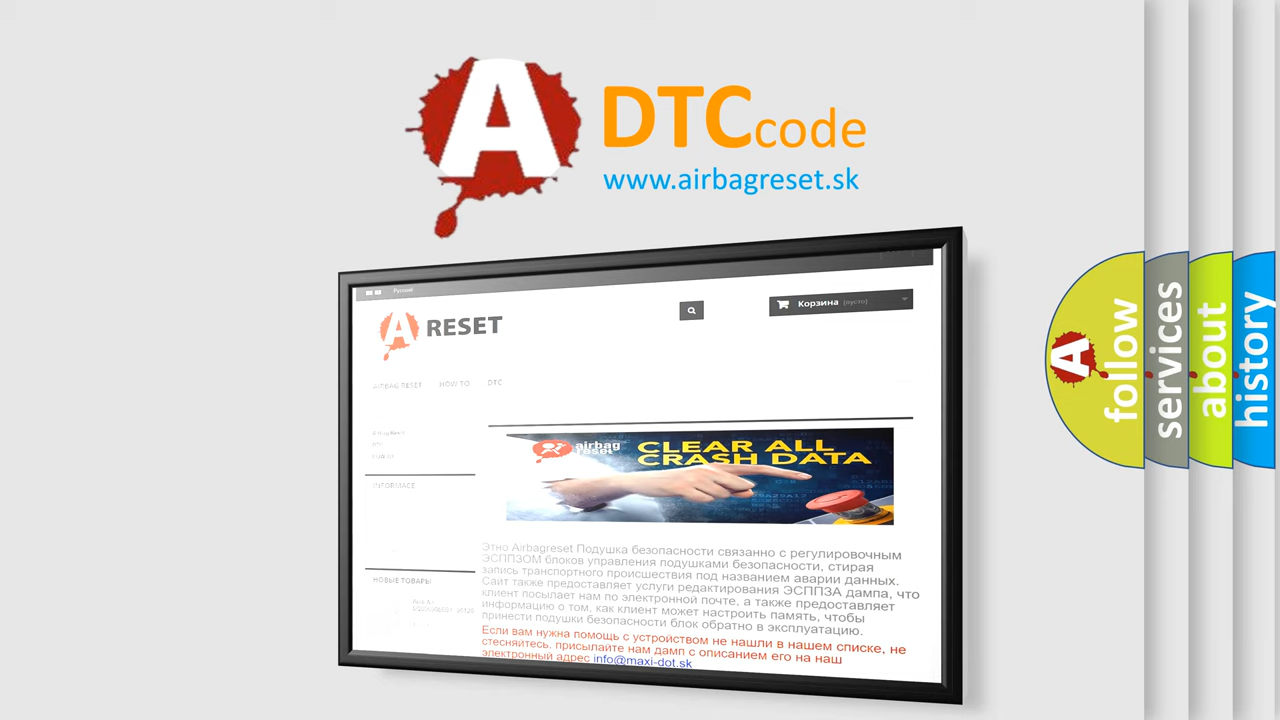 A
DTC code
www.airbagreset.sk
Русский
A RESET
Корзина (пусто)
AIRBAG RESET HOW TO DTC
INFORMACE
НОВЫЕ ТОВАРЫ
airbag
reset
CLEAR ALL
CRASH DATA
Этно Airbagreset Подушка безопасности связанно с регулировочным
ЭСППЗОМ блоков управления подушками безопасности, стирая
запись транспортного происшествия под названием аварии данных.
Сайт также предоставляет услуги редактирования ЭСППЗА дампа, что
клиент посылает нам по электронной почте, а также предоставляет
информацию о том, как клиент может настроить память, чтобы
принести подушки безопасности блок обратно в эксплуатацию.
Если вам нужна помощь с устройством не нашли в нашем списке, не
стесняйтесь, присылайте нам дамп с описанием его на наш
электронный адрес info@maxi-dot.sk
A
follow
services
about
history